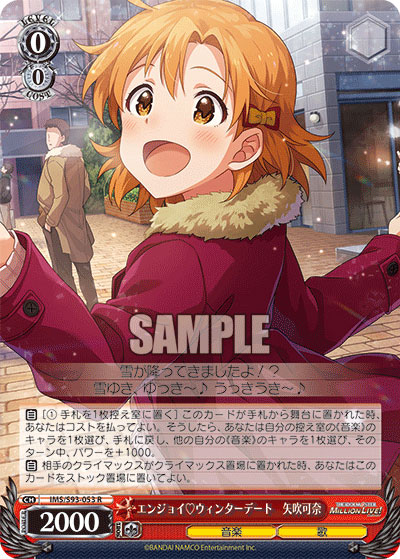 LEVEL
0
0
COST
SAMPLE
雪が降ってきましたよ！？
雪ゆき、ゆっき～♪ うっきうき～♪
自【① 手札を1枚控え室に置く】このカードが手札から舞台に置かれた時、
あなたはコストを払ってよい。そうしたら、あなたは自分の控え室の《音楽》の
キャラを1枚選び、手札に戻し、他の自分の《音楽》のキャラを1枚選び、そのターン中、パワーを＋1000。
自 相手のクライマックスがクライマックス置場に置かれた時、あなたはこの
カードをストック置場に置いてよい。
CH IMS/S93-053 R
エンジョイ♡ウィンターデート 矢吹可奈
THE IDOLM@STER
MILLION LIVE!
POWER
2000
音楽
歌
©BANDAI NAMCO Entertainment Inc.